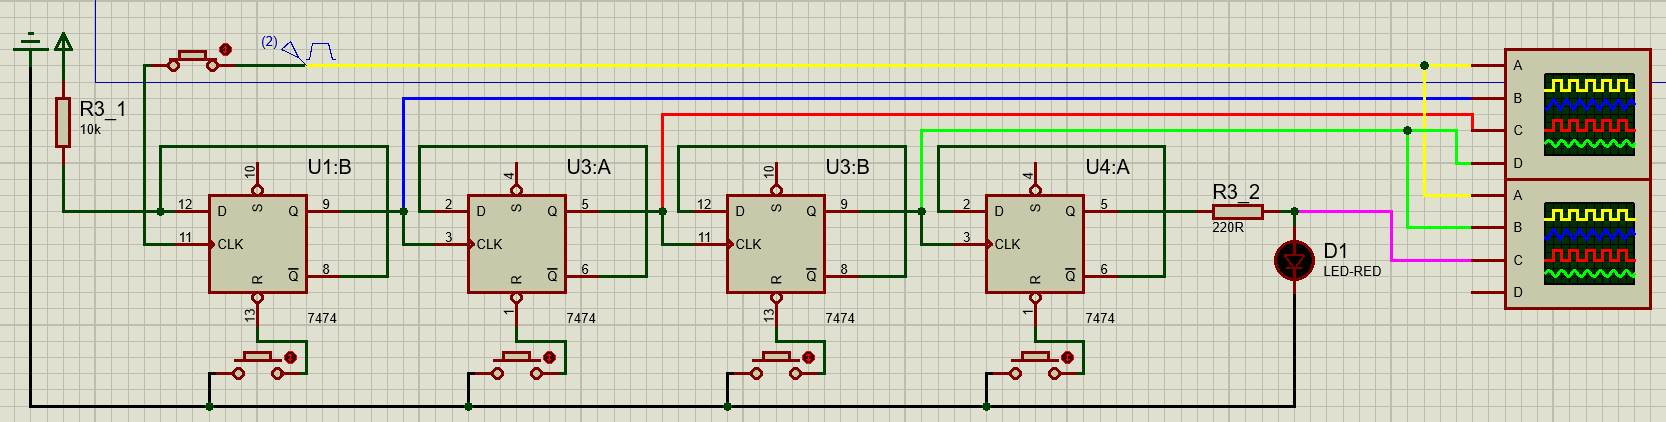 (2)
A
B
C
D
A
B
C
D
R3_1
10k
U1:B
10
12
D
S
Q
9
11
CLK
R
Q
8
13
7474
U3:A
4
2
D
S
Q
5
3
CLK
R
Q
6
1
7474
U3:B
10
12
D
S
Q
9
11
CLK
R
Q
8
13
7474
U4:A
4
2
D
S
Q
5
3
CLK
R
Q
6
1
7474
R3_2
220R
D1
LED-RED